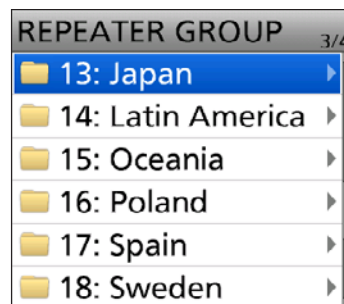 REPEATER GROUP 3/4
13: Japan
14: Latin America
15: Oceania
16: Poland
17: Spain
18: Sweden